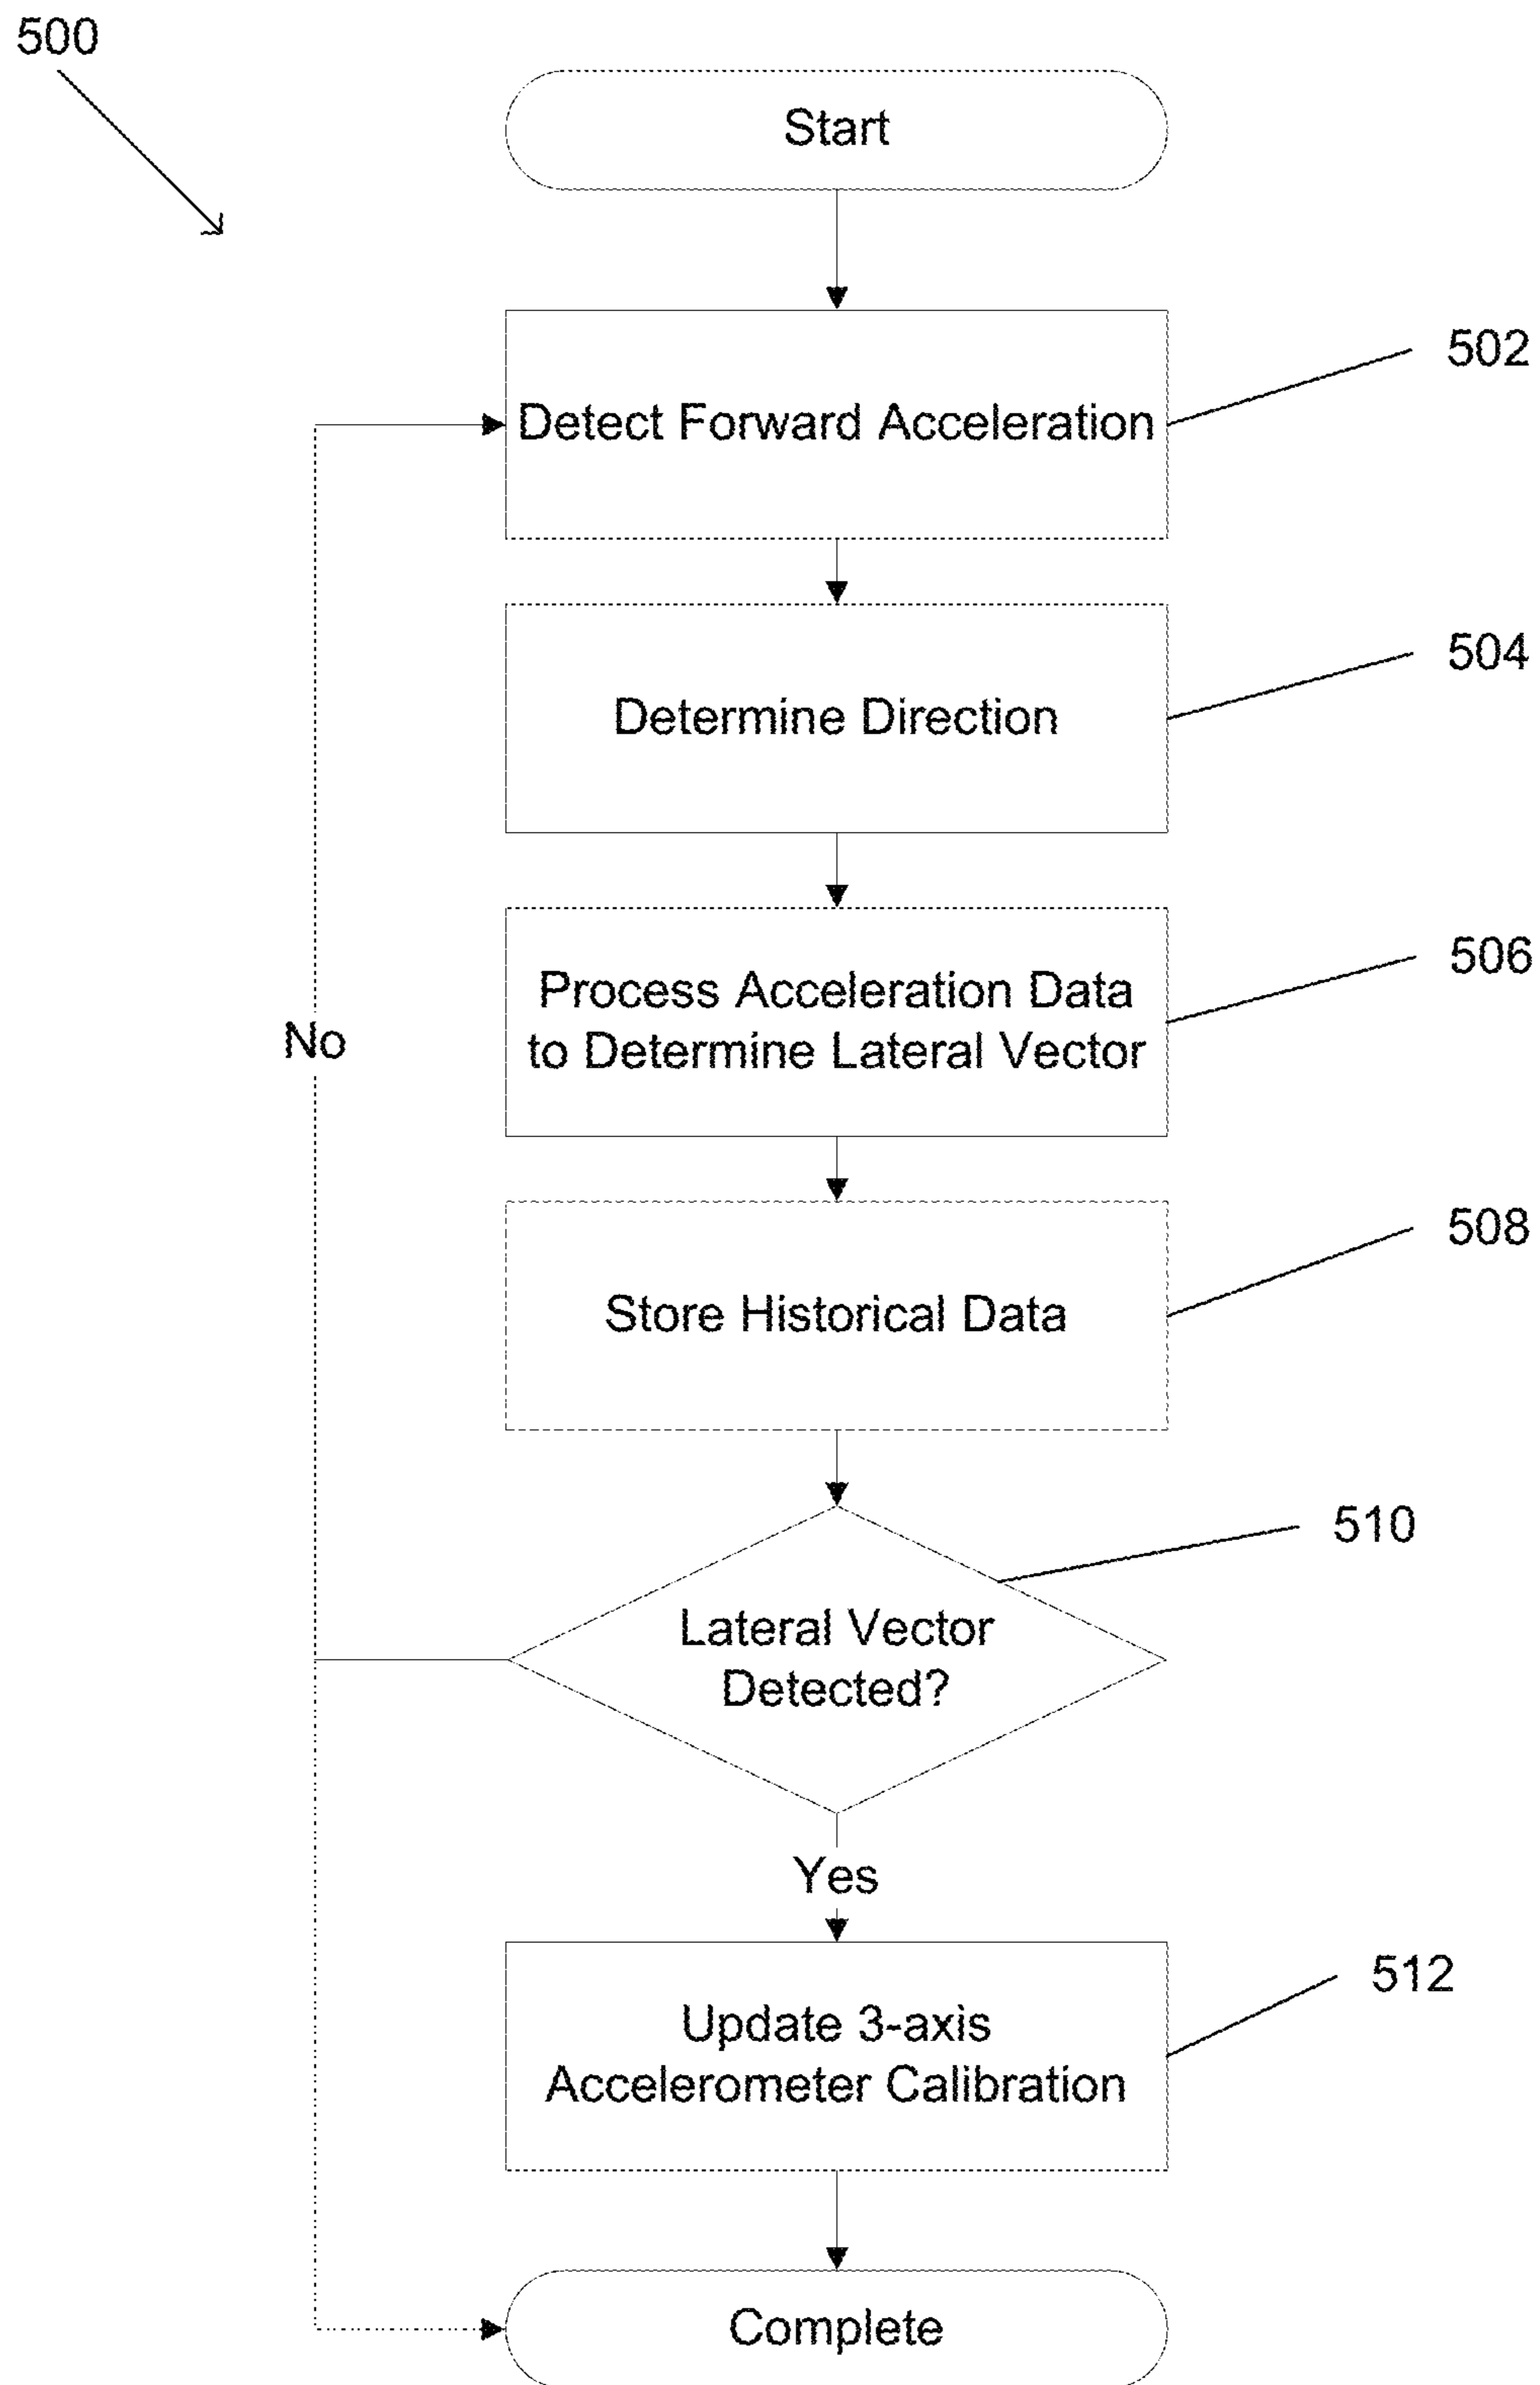 500
Start
502
Detect Forward Acceleration
504
Determine Direction
506
Process Acceleration Data
to Determine Lateral Vector
No
508
Store Historical Data
510
Lateral Vector
Detected?
Yes
512
Update 3-axis
Accelerometer Calibration
Complete